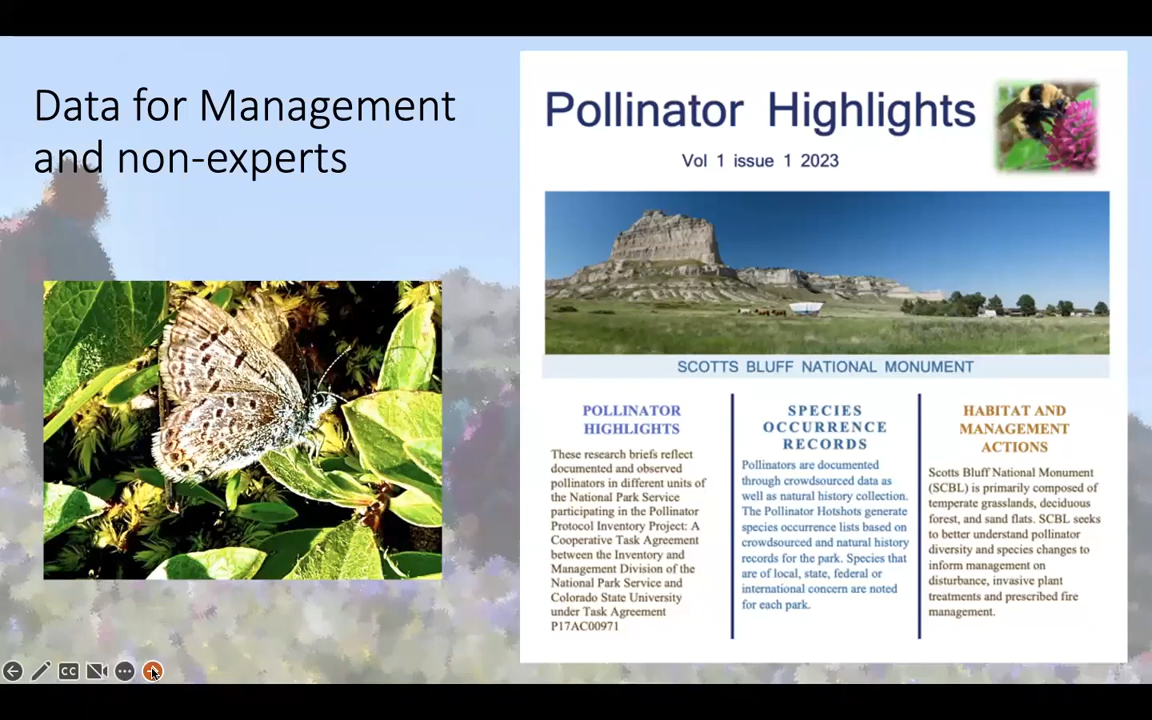 Data for Management
and non-experts
Pollinator Highlights
Vol 1 issue 1 2023
SCOTTS BLUFF NATIONAL MONUMENT
POLLINATOR
HIGHLIGHTS
These research briefs reflect
documented and observed
pollinators in different units of
the National Park Service
participating in the Pollinator
Protocol Inventory Project: A
Cooperative Task Agreement
between the Inventory and
Management Division of the
National Park Service and
Colorado State University
under Task Agreement
P17AC00971
SPECIES
OCCURRENCE
RECORDS
Pollinators are documented
through crowdsourced data as
well as natural history collection.
The Pollinator Hotshots generate
species occurrence lists based on
crowdsourced and natural history
records for the park. Species that
are of local, state, federal or
international concern are noted
for each park.
HABITAT AND
MANAGEMENT
ACTIONS
Scotts Bluff National Monument
(SCBL) is primarily composed of
temperate grasslands, deciduous
forest, and sand flats. SCBL seeks
to better understand pollinator
diversity and species changes to
inform management on
disturbance, invasive plant
treatments and prescribed fire
management.
CC